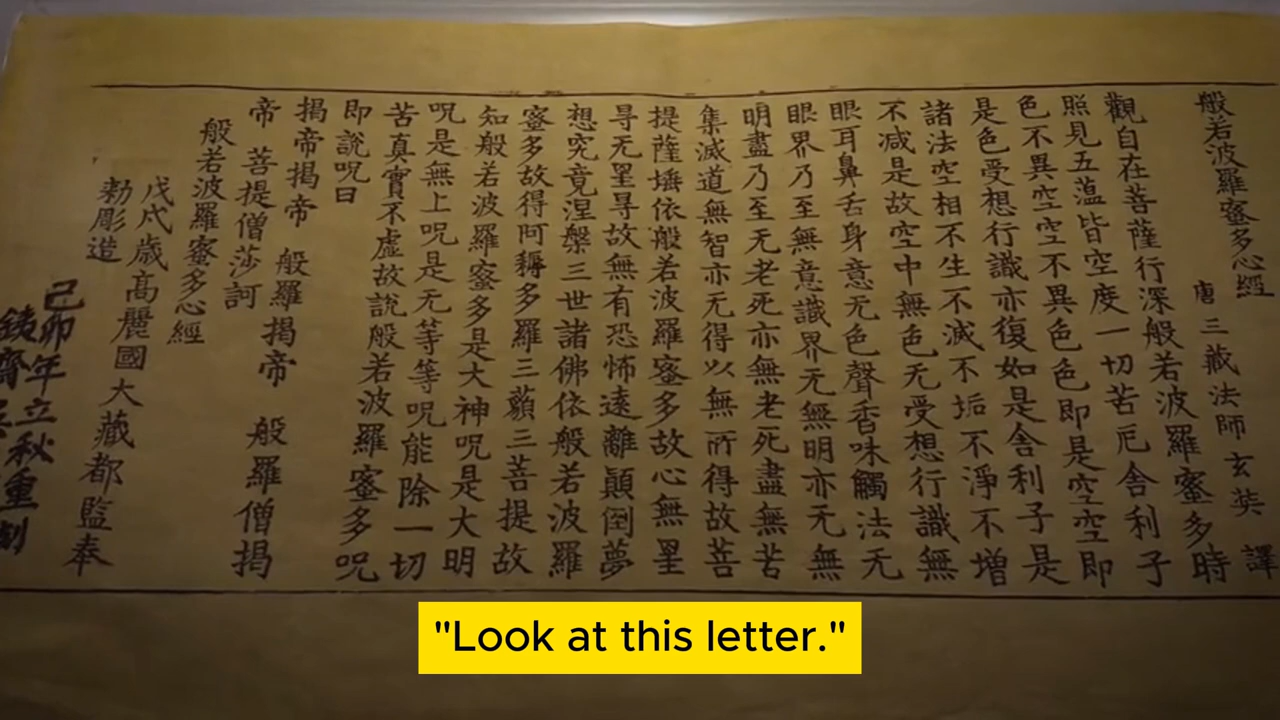 般若波羅蜜多心經
唐三藏法師玄奘 譯
觀自在菩薩行深般若波羅蜜多時
照見五蕰皆空度一切苦厄舍利子
色不異空空不異色色即是空空即
是色受想行識亦復如是舍利子是
諸法空相不生不滅不垢不淨不增
不減是故空中無色无受想行識無
眼耳鼻舌身意无色聲香味觸法无
眼界乃至無意識界无無明亦无無
明盡乃至无老死亦無老死盡無苦
集滅道無智亦无得以無所得故菩
提薩埵依般若波羅蜜多故心無罣
㝵无罣㝵故無有恐怖遠離顛倒夢
想究竟涅槃三世諸佛依般若波羅
蜜多故得阿耨多羅三藐三菩提故
知般若波羅蜜多是大神呪是大明
呪是無上呪是无等等呪能除一切
苦真實不虛故說般若波羅蜜多呪
即說呪曰
揭帝揭帝 般羅揭帝 般羅僧揭
帝 菩提僧莎訶
般若波羅蜜多心經
戊戌歲高麗國大藏都監奉
勅彫造
己卯年立秋重刻
鐵齋
"Look at this letter."